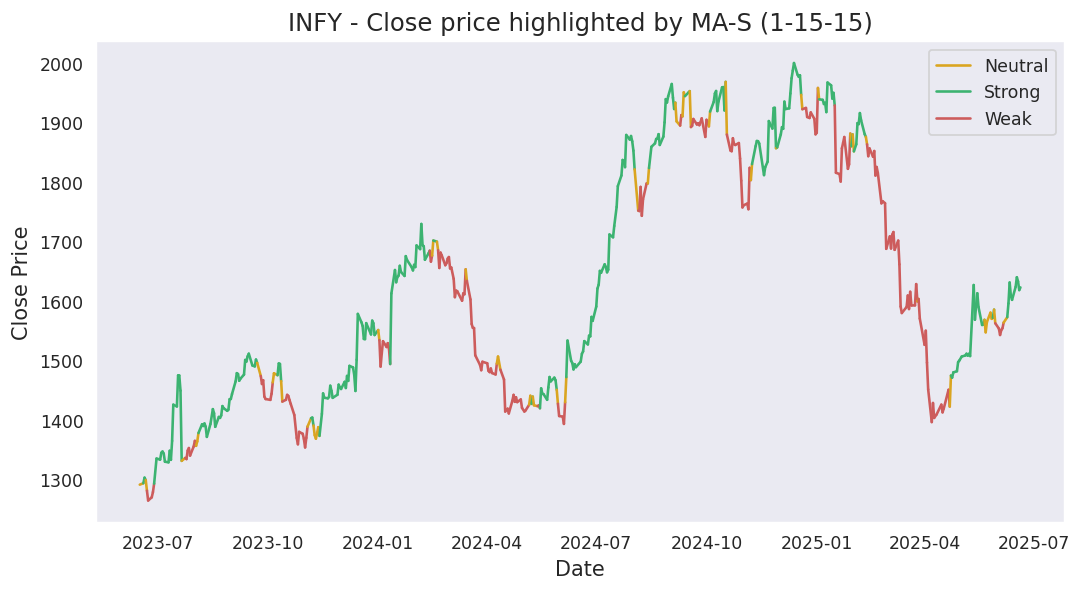 INFY - Close price highlighted by MA-S (1-15-15)
Neutral
Strong
Weak
Close Price
2000
1900
1800
1700
1600
1500
1400
1300
2023-07 2023-10 2024-01 2024-04 2024-07 2024-10 2025-01 2025-04 2025-07
Date